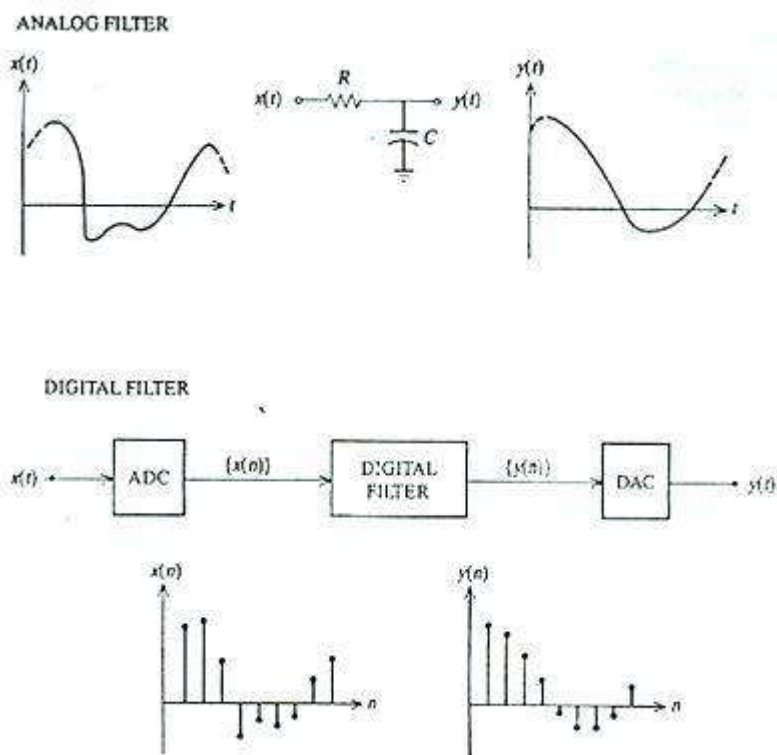 ANALOG FILTER
x(t)
R
y(t)
x(t)
y(t)
C
t
t
DIGITAL FILTER
x(t)
ADC
{x(n)}
DIGITAL
FILTER
{y(n)}
DAC
y(t)
x(n)
y(n)
n
n